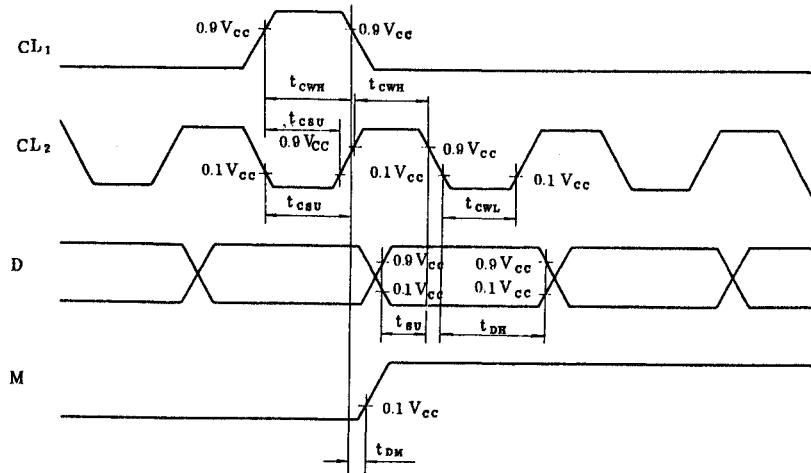 0.9 Vcc 0.9 Vcc
CL1
tCWH tCWH
tCSU
0.9 Vcc
CL2 0.9 Vcc
0.1 Vcc 0.1 Vcc 0.1 Vcc
tCSU tCWL
D 0.9 Vcc 0.9 Vcc
0.1 Vcc 0.1 Vcc
tSU tDH
M
0.1 Vcc
tDM